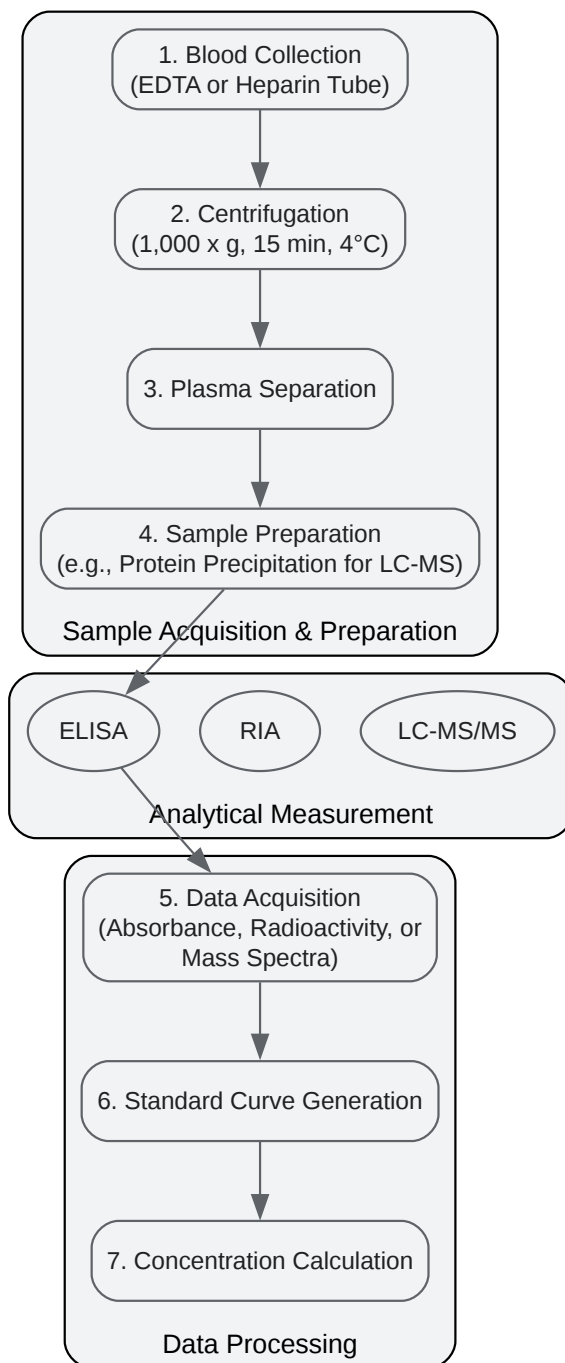 1. Blood Collection
(EDTA or Heparin Tube)
2. Centrifugation
(1,000 x g, 15 min, 4°C)
3. Plasma Separation
4. Sample Preparation
(e.g., Protein Precipitation for LC-MS)
Sample Acquisition & Preparation
ELISA
RIA
LC-MS/MS
Analytical Measurement
5. Data Acquisition
(Absorbance, Radioactivity, or
Mass Spectra)
6. Standard Curve Generation
7. Concentration Calculation
Data Processing